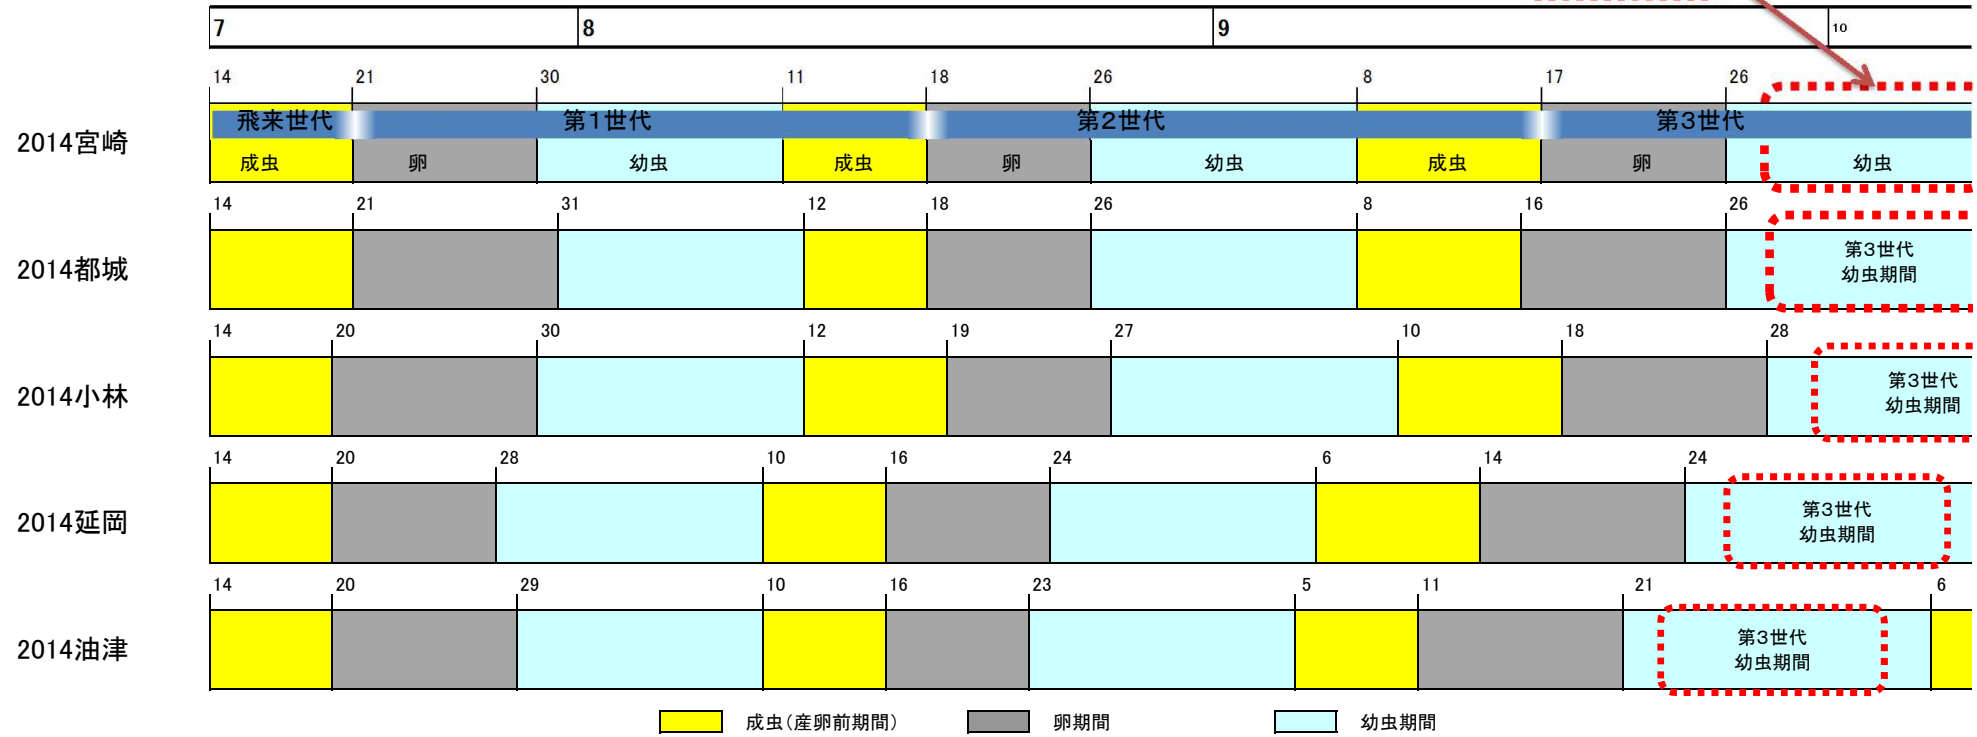 7 8 9 10
14 21 30 11 18 26 8 17 26
飛来世代 第1世代 第2世代 第3世代
2014宮崎
成虫 卵 幼虫 成虫 卵 幼虫 成虫 卵 幼虫
14 21 31 12 18 26 8 16 26
2014都城
第3世代
幼虫期間
14 20 30 12 19 27 10 18 28
2014小林
第3世代
幼虫期間
14 20 28 10 16 24 6 14 24
2014延岡
第3世代
幼虫期間
14 20 29 10 16 23 5 11 21 6
2014油津
第3世代
幼虫期間
成虫(産卵前期間) 卵期間 幼虫期間